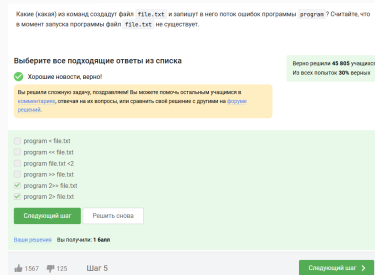 Какие (какая) из команд создадут файл file.txt и запишут в него поток ошибок программы program? Считайте, что
в момент запуска программы файл file.txt не существует.
Выберите все подходящие ответы из списка
Верно решили 45 805 учащихс
Из всех попыток 30% верных
Хорошие новости, верно!
Вы решили сложную задачу, поздравляем! Вы можете помочь остальным учащимся в
комментариях, отвечая на их вопросы, или сравнить своё решение с другими на форуме
решений.
program < file.txt
program << file.txt
program file.txt <2
program >> file.txt
program 2>> file.txt
program 2> file.txt
Следующий шаг
Решить снова
Ваши решения Вы получили: 1 балл
1567 125 Шаг 5
Следующий шаг >